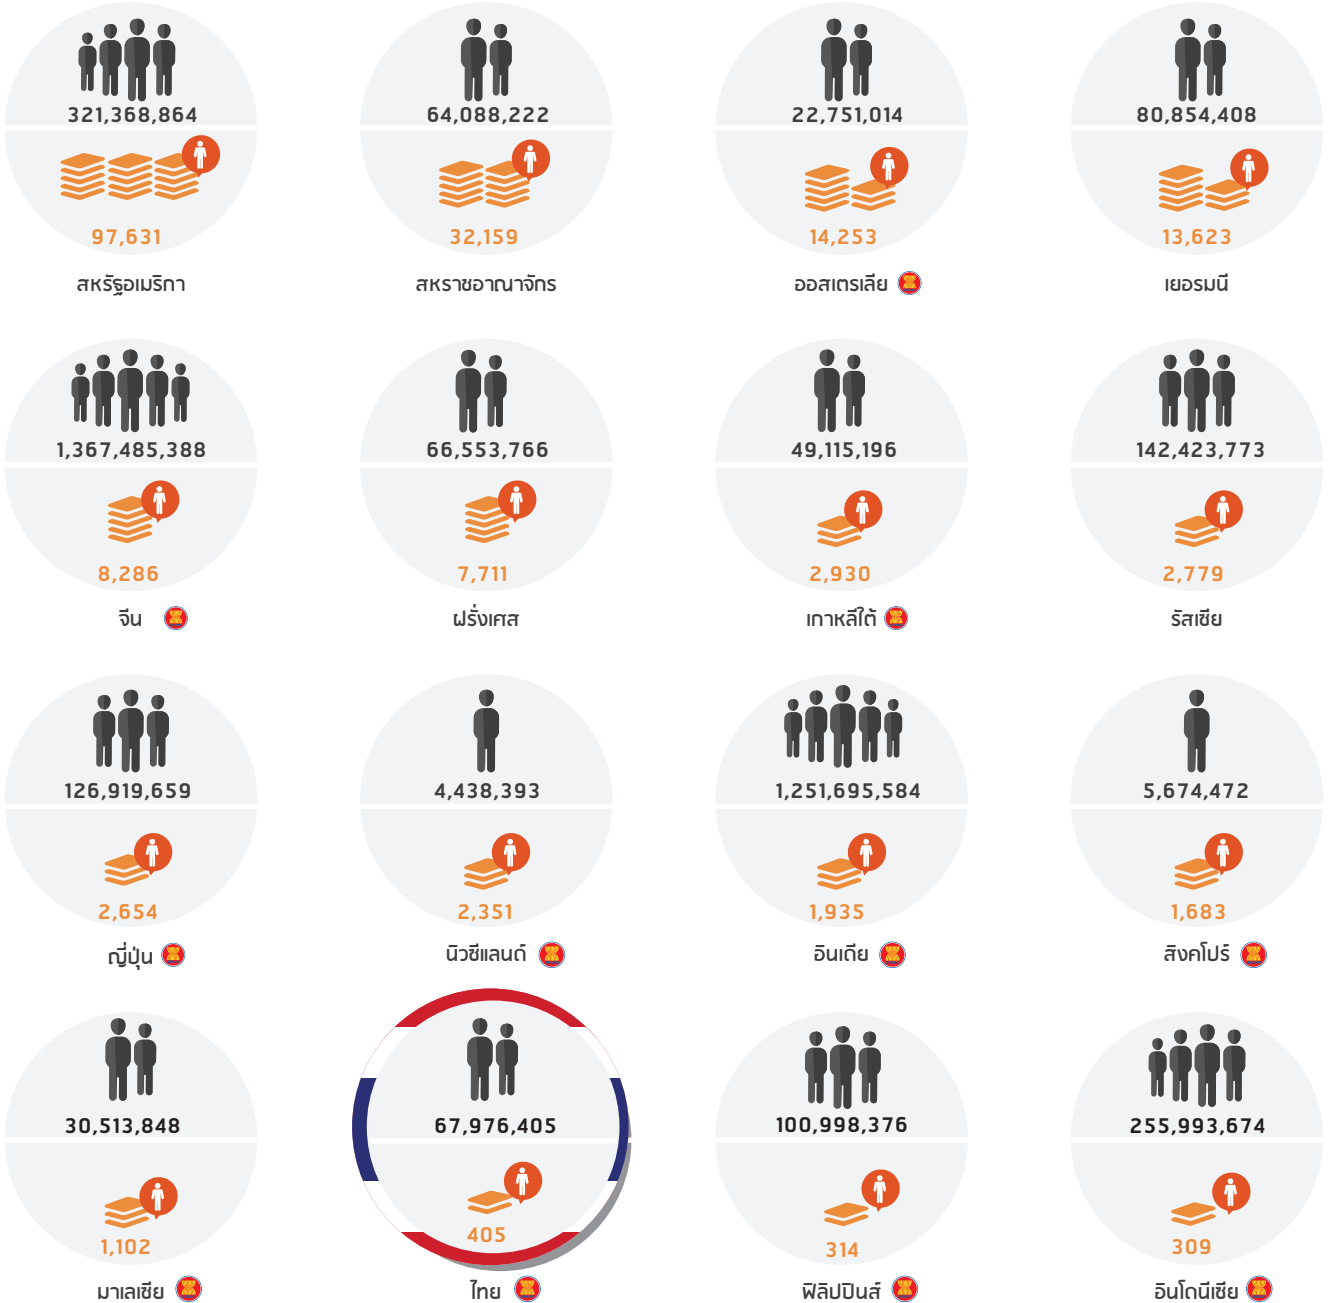 321,368,864
97,631
สหรัฐอเมริกา
64,088,222
32,159
สหราชอาณาจักร
22,751,014
14,253
ออสเตรเลีย
80,854,408
13,623
เยอรมนี
1,367,485,388
8,286
จีน
66,553,766
7,711
ฝรั่งเศส
49,115,196
2,930
เกาหลีใต้
142,423,773
2,779
รัสเซีย
126,919,659
2,654
ญี่ปุ่น
4,438,393
2,351
นิวซีแลนด์
1,251,695,584
1,935
อินเดีย
5,674,472
1,683
สิงคโปร์
30,513,848
1,102
มาเลเซีย
67,976,405
405
ไทย
100,998,376
314
ฟิลิปปินส์
255,993,674
309
อินโดนีเซีย